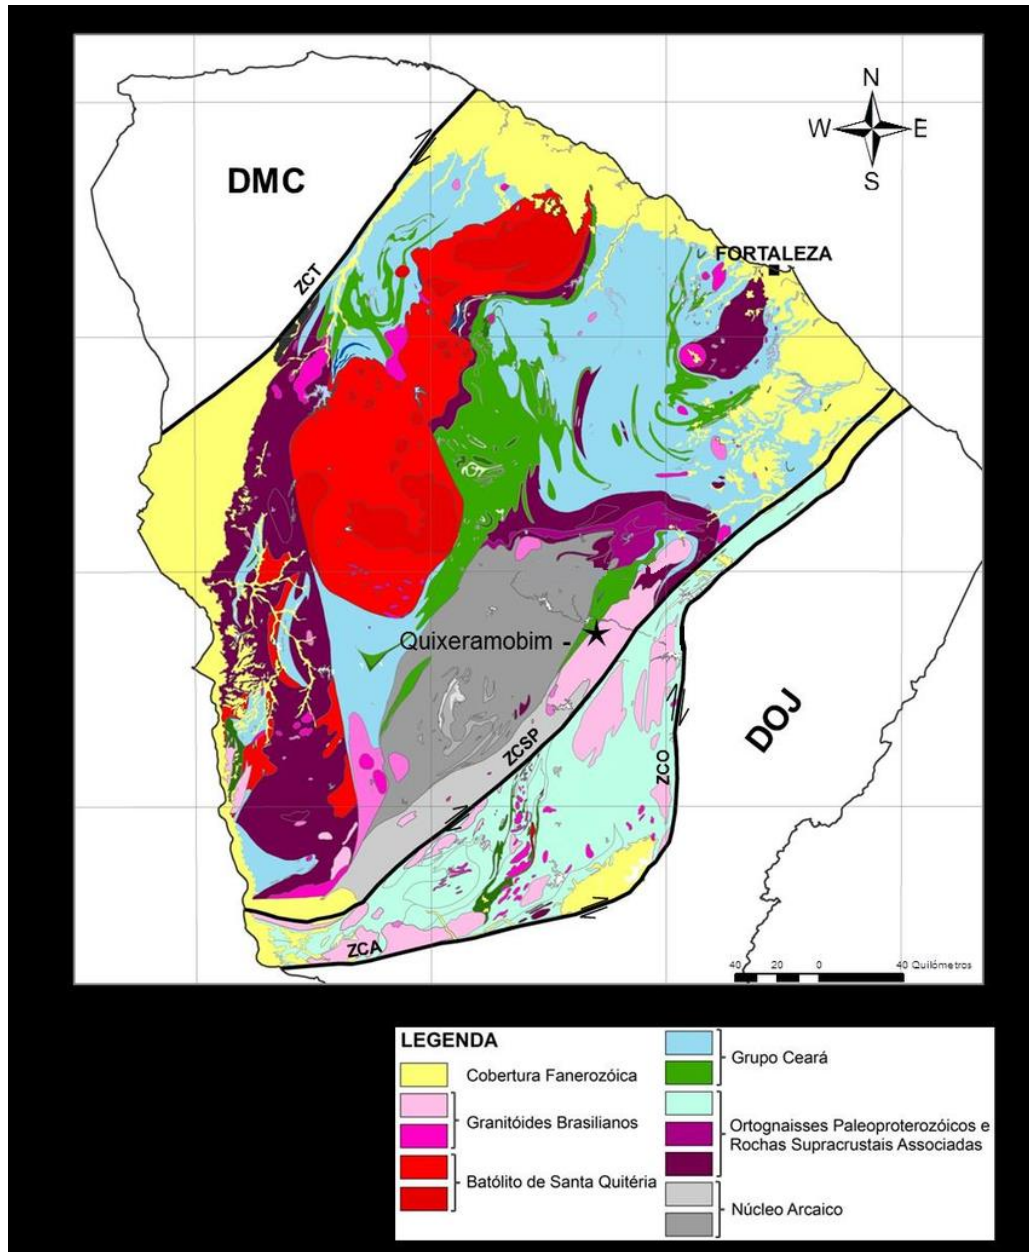 N
W E
S
DMC
FORTALEZA
ZCT
Quixeramobim -
ZCSP
ZCO
DOJ
ZCA
40 20 0 40 Quilómetros
LEGENDA
Cobertura Fanerozóica
Granitóides Brasilianos
Batólito de Santa Quitéria
Grupo Ceará
Ortognaisses Paleoproterozóicos e
Rochas Supracrustais Associadas
Núcleo Arcaico